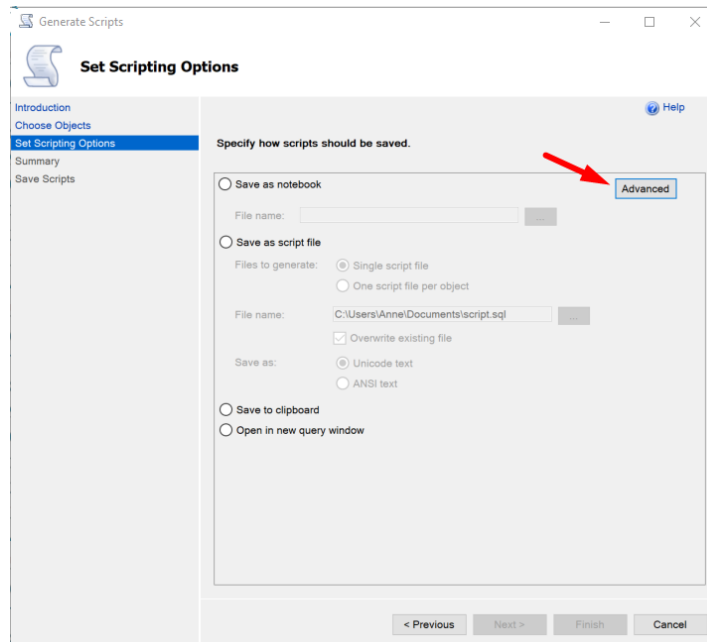 Generate Scripts
Set Scripting Options
Introduction
Choose Objects
Set Scripting Options
Summary
Save Scripts
Help
Specify how scripts should be saved.
Save as notebook
Advanced
File name:
...
Save as script file
Files to generate:
Single script file
One script file per object
File name:
C:\Users\Anne\Documents\script.sql
...
Overwrite existing file
Save as:
Unicode text
ANSI text
Save to clipboard
Open in new query window
< Previous
Next >
Finish
Cancel